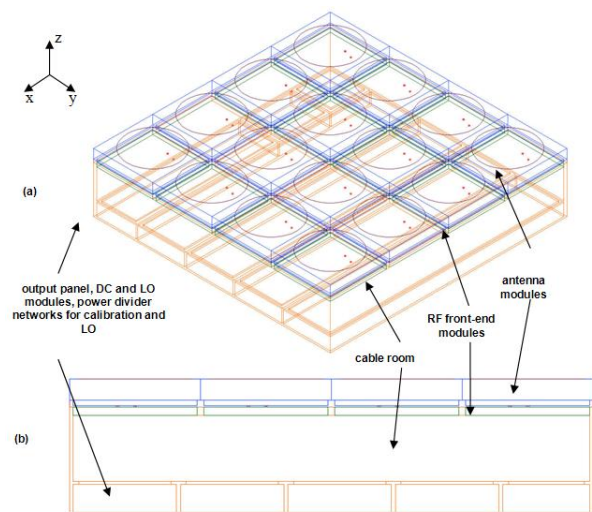 z
x
y
(a)
output panel, DC and LO
modules, power divider
networks for calibration and
LO
antenna
modules
RF front-end
modules
cable room
(b)